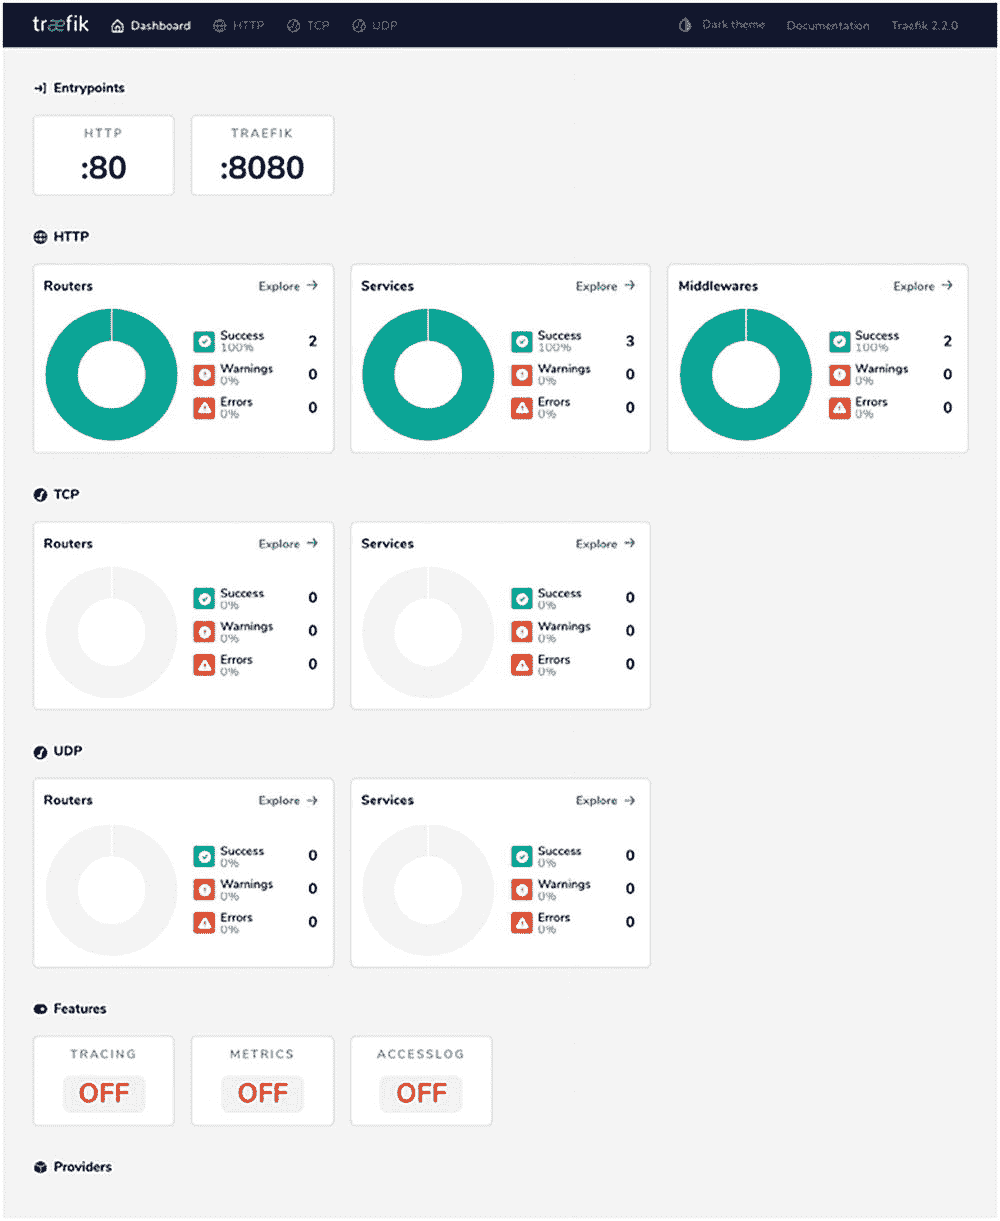 træfik Dashboard HTTP TCP UDP Dark theme Documentation Traefik 2.2.0
Entrypoints
HTTP TRAEFIK
:80 :8080
HTTP
Routers Explore → Services Explore → Middlewares Explore →
Success 2 Success 3 Success 2
100% 100% 100%
Warnings 0 Warnings 0 Warnings 0
0% 0% 0%
Errors 0 Errors 0 Errors 0
0% 0% 0%
TCP
Routers Explore → Services Explore →
Success 0 Success 0
0% 0%
Warnings 0 Warnings 0
0% 0%
Errors 0 Errors 0
0% 0%
UDP
Routers Explore → Services Explore →
Success 0 Success 0
0% 0%
Warnings 0 Warnings 0
0% 0%
Errors 0 Errors 0
0% 0%
Features
TRACING METRICS ACCESSLOG
OFF OFF OFF
Providers